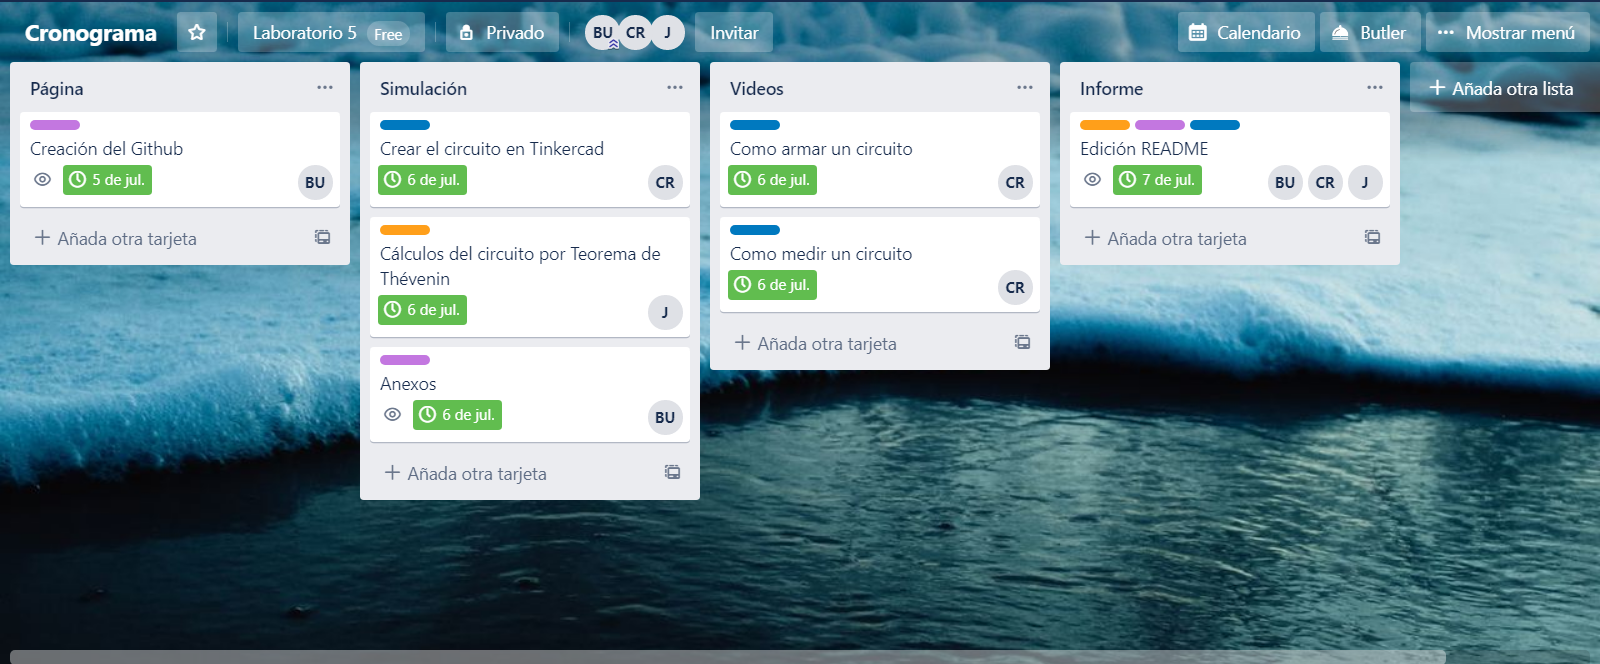 Cronograma
Laboratorio 5 Free
Privado
BU CR J
Invitar
Calendario
Butler
Mostrar menú
Página
Creación del Github
5 de jul.
BU
Añada otra tarjeta
Simulación
Crear el circuito en Tinkercad
6 de jul.
CR
Cálculos del circuito por Teorema de
Thévenin
6 de jul.
J
Anexos
6 de jul.
BU
Añada otra tarjeta
Videos
Como armar un circuito
6 de jul.
CR
Como medir un circuito
6 de jul.
CR
Añada otra tarjeta
Informe
Edición README
7 de jul.
BU CR J
Añada otra tarjeta
Añada otra lista